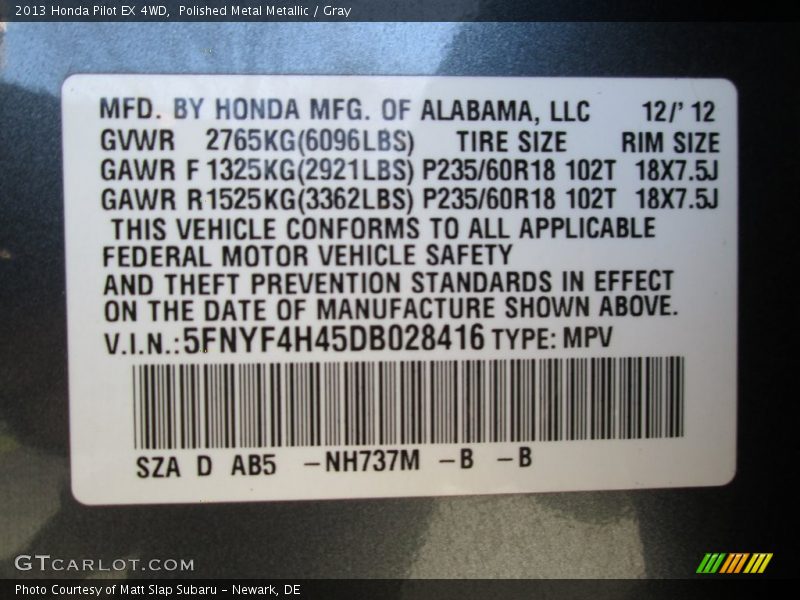 2013 Honda Pilot EX 4WD,  Polished Metal Metallic / Gray
MFD. BY HONDA MFG. OF ALABAMA, LLC 12/' 12
GVWR 2765KG(6096LBS) TIRE SIZE RIM SIZE
GAWR F 1325KG(2921LBS) P235/60R18 102T 18X7.5J
GAWR R1525KG(3362LBS) P235/60R18 102T 18X7.5J
THIS VEHICLE CONFORMS TO ALL APPLICABLE
FEDERAL MOTOR VEHICLE SAFETY
AND THEFT PREVENTION STANDARDS IN EFFECT
ON THE DATE OF MANUFACTURE SHOWN ABOVE.
V.I.N.:5FNYF4H45DB028416 TYPE: MPV
SZA D AB5 -NH737M -B -B
GTCARLOT.COM
Photo Courtesy of Matt Slap Subaru - Newark, DE